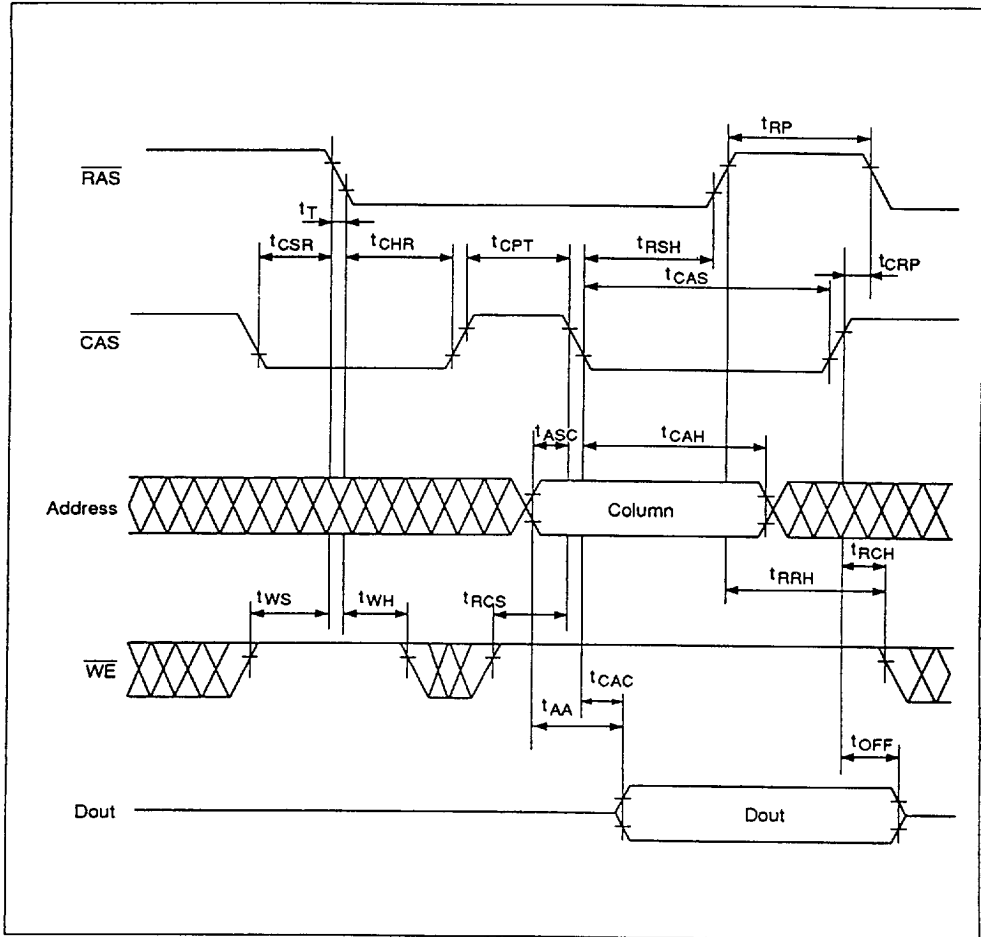 tRP
RAS
tT
tCSR
tCHR
tCPT
tRSH
tCRP
tCAS
CAS
tASC
tCAH
Address
Column
tRCH
tRRH
tWS
tWH
tRCS
WE
tCAC
tAA
tOFF
Dout
Dout